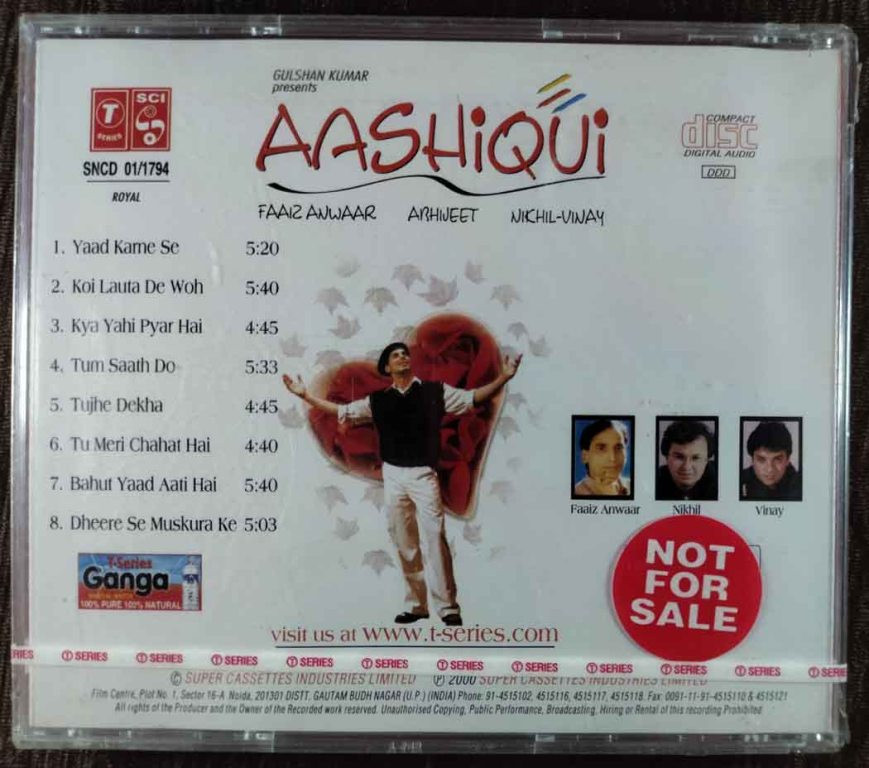 GULSHAN KUMAR
presents
AASHiQUi
T
SERIES
SCI
SNCD 01/1794
ROYAL
COMPACT
disc
DIGITAL AUDIO
DDD
FAAIZ ANWAAR ABHIJEET NIKHIL-VINAY
1. Yaad Karne Se 5:20
2. Koi Lauta De Woh 5:40
3. Kya Yahi Pyar Hai 4:45
4. Tum Saath Do 5:33
5. Tujhe Dekha 4:45
6. Tu Meri Chahat Hai 4:40
7. Bahut Yaad Aati Hai 5:40
8. Dheere Se Muskura Ke 5:03
Faaiz Anwaar Nikhil Vinay
NOT
FOR
SALE
T-Series
Ganga
100% PURE 100% NATURAL
visit us at www.t-series.com
RIES T SERIES T SERIES T SERIES T SERIES T SERIES T SERIES T SERIES T SERIES T SERIES T SERIES T SER
© SUPER CASSETTES INDUSTRIES LIMITED ℗ 2000 SUPER CASSETTES INDUSTRIES LIMITED
Film Centre, Plot No. 1, Sector 16-A Noida, 201301 DISTT. GAUTAM BUDH NAGAR (U.P.) (INDIA) Phone: 91-4515102, 4515116, 4515117, 4515118. Fax: 0091-11-91-4515110 & 4515121
All rights of the Producer and the Owner of the Recorded work reserved. Unauthorised Copying, Public Performance, Broadcasting, Hiring or Rental of this recording Prohibited